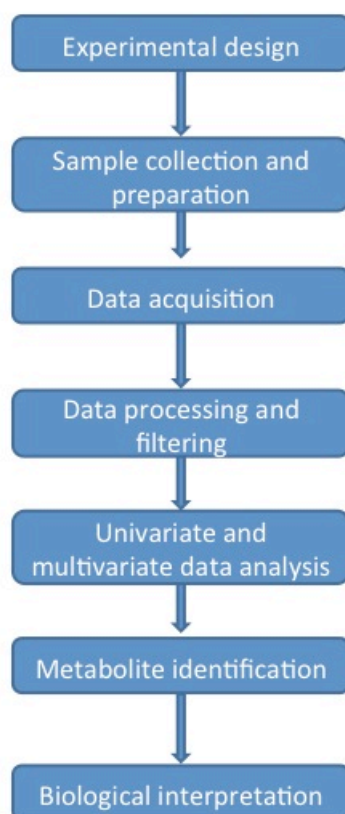 Experimental design
Sample collection and
preparation
Data acquisition
Data processing and
filtering
Univariate and
multivariate data analysis
Metabolite identification
Biological interpretation